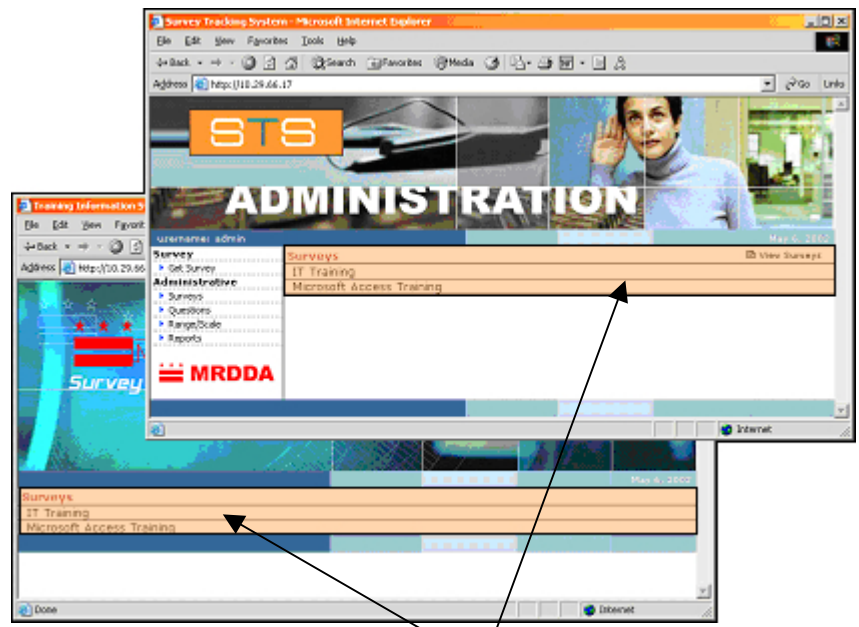 Survey Tracking System - Microsoft Internet Explorer
File Edit View Favorites Tools Help
Back Search Favorites Media
Address http://10.29.66.17 Go Links
STS
ADMINISTRATION
username: admin May 6, 2002
Survey
Get Survey
Administrative
Surveys
Questions
Range/Scale
Reports
MRDDA
Surveys View Surveys
IT Training
Microsoft Access Training
Internet
Training Information S
File Edit View Favorit
Back
Address http://10.29.66
Survey
May 6, 2002
Surveys
IT Training
Microsoft Access Training
Done Internet